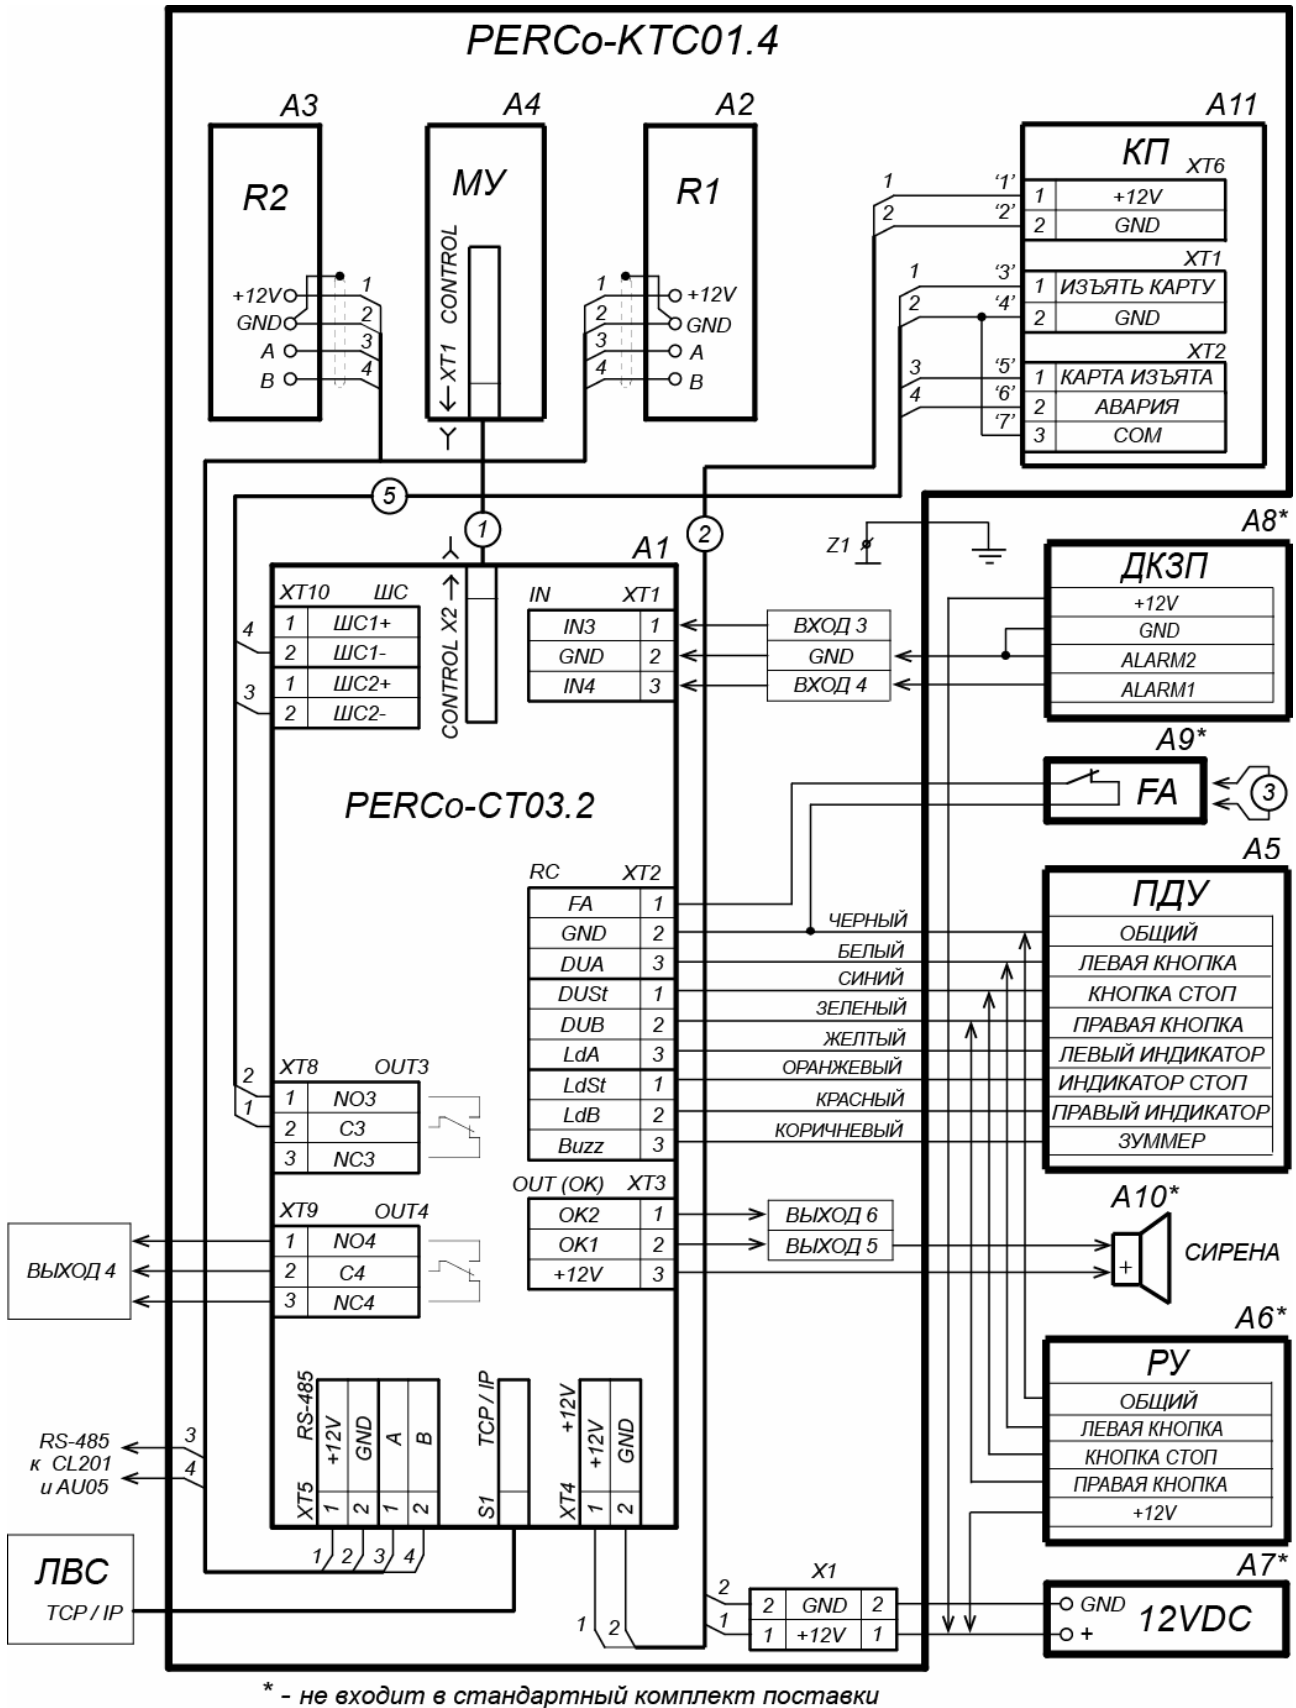 PERCo-KTC01.4
A3
A4
A2
A11
R2
МУ
R1
КП
XT6
1
2
'1'
'2'
1 +12V
2 GND
XT1
1
2
'3'
'4'
1 ИЗЪЯТЬ КАРТУ
2 GND
XT2
3
4
'5'
'6'
'7'
1 КАРТА ИЗЪЯТА
2 АВАРИЯ
3 COM
+12V 1
GND 2
A 3
B 4
XT1 CONTROL
1 +12V
2 GND
3 A
4 B
5
1
2
Z1
A1
A8*
ДКЗП
+12V
GND
ALARM2
ALARM1
XT10 ШС
4
3
1 ШС1+
2 ШС1-
1 ШС2+
2 ШС2-
CONTROL X2
IN XT1
IN3 1
GND 2
IN4 3
ВХОД 3
GND
ВХОД 4
A9*
FA
3
PERCo-CT03.2
A5
ПДУ
ОБЩИЙ
ЛЕВАЯ КНОПКА
КНОПКА СТОП
ПРАВАЯ КНОПКА
ЛЕВЫЙ ИНДИКАТОР
ИНДИКАТОР СТОП
ПРАВЫЙ ИНДИКАТОР
ЗУММЕР
RC XT2
FA 1
GND 2
DUA 3
DUSt 1
DUB 2
LdA 3
LdSt 1
LdB 2
Buzz 3
ЧЕРНЫЙ
БЕЛЫЙ
СИНИЙ
ЗЕЛЕНЫЙ
ЖЕЛТЫЙ
ОРАНЖЕВЫЙ
КРАСНЫЙ
КОРИЧНЕВЫЙ
XT8 OUT3
2
1
1 NO3
2 C3
3 NC3
OUT (OK) XT3
OK2 1
OK1 2
+12V 3
ВЫХОД 6
ВЫХОД 5
A10*
+
СИРЕНА
XT9 OUT4
1 NO4
2 C4
3 NC4
ВЫХОД 4
A6*
РУ
ОБЩИЙ
ЛЕВАЯ КНОПКА
КНОПКА СТОП
ПРАВАЯ КНОПКА
+12V
RS-485
к CL201
и AU05
3
4
XT5 RS-485
1 +12V
2 GND
1 A
2 B
S1 TCP / IP
XT4 +12V
1 +12V
2 GND
1 2 3 4
ЛВС
TCP / IP
1 2
X1
2
1
2 GND 2
1 +12V 1
A7*
GND
+
12VDC
* - не входит в стандартный комплект поставки